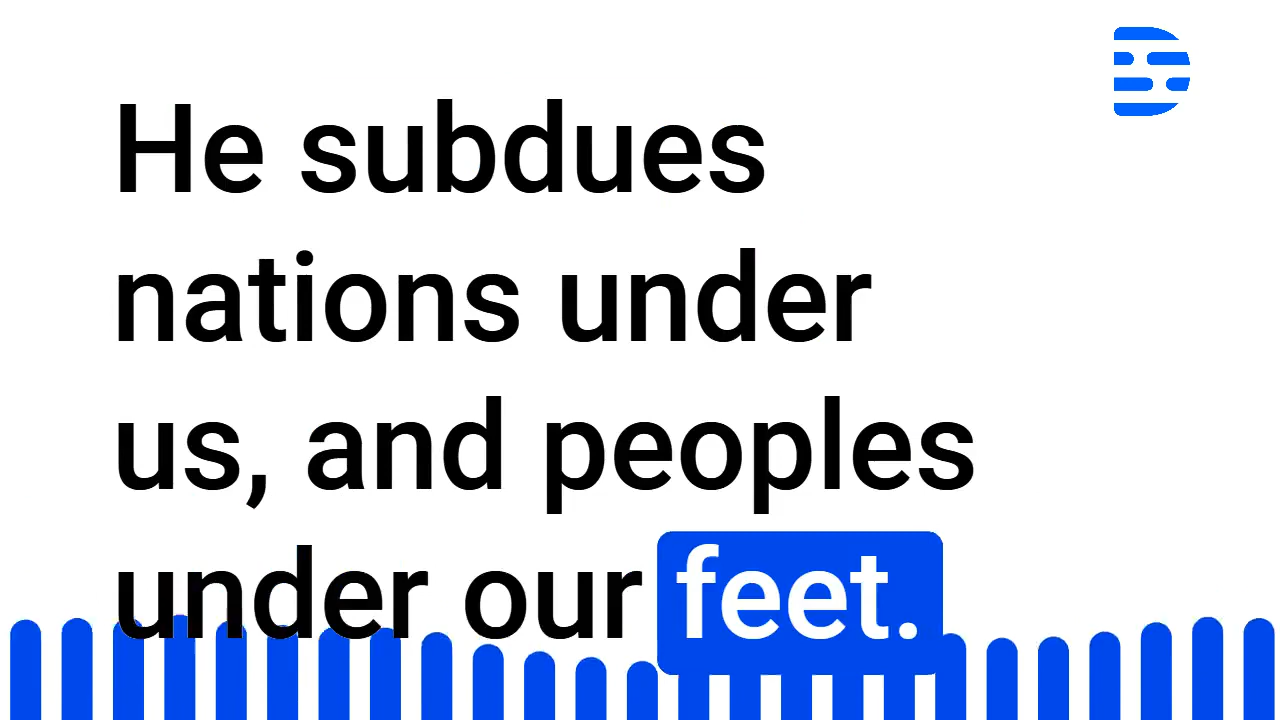 He subdues
nations under
us, and peoples
under our feet.